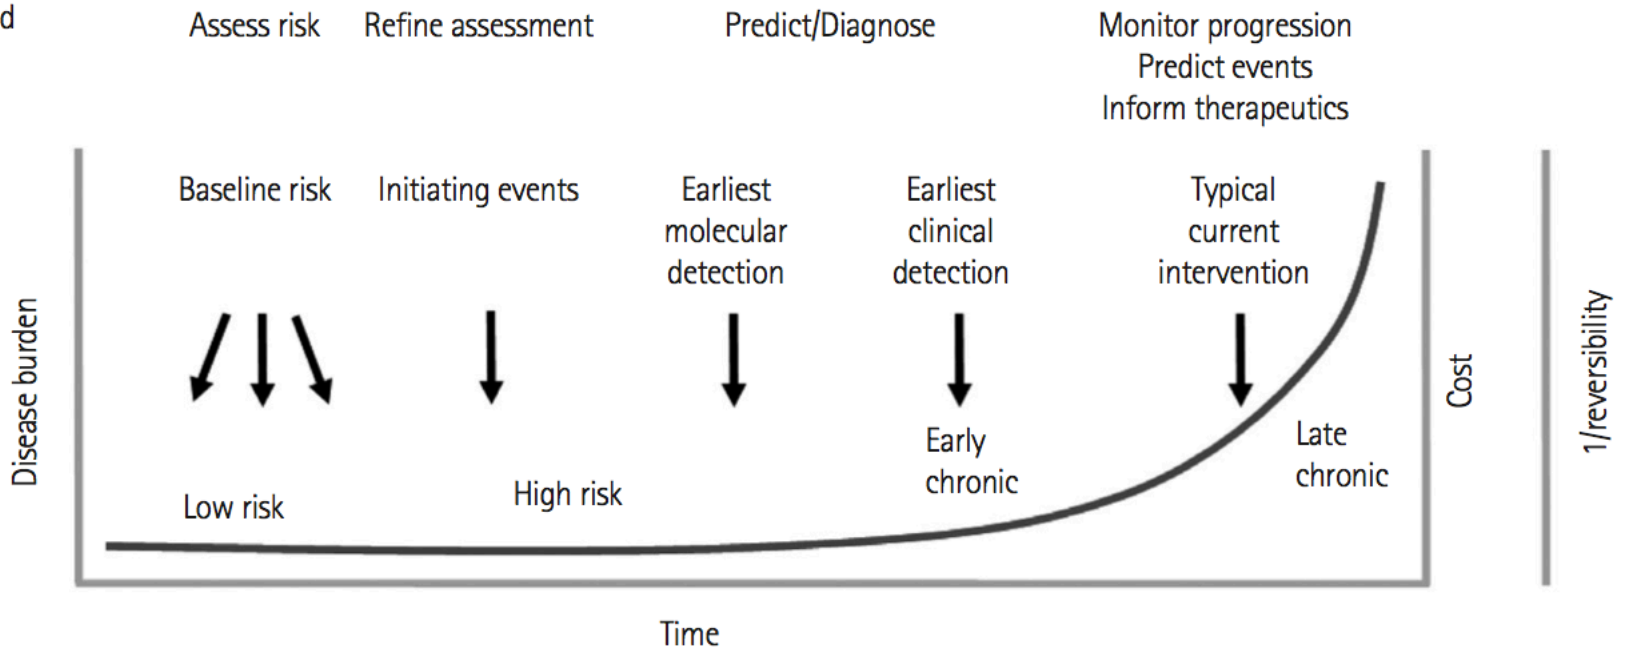 d
Assess risk
Refine assessment
Predict/Diagnose
Monitor progression
Predict events
Inform therapeutics
Baseline risk
Initiating events
Earliest
molecular
detection
Earliest
clinical
detection
Typical
current
intervention
Disease burden
Low risk
High risk
Early
chronic
Late
chronic
Cost
1/reversibility
Time